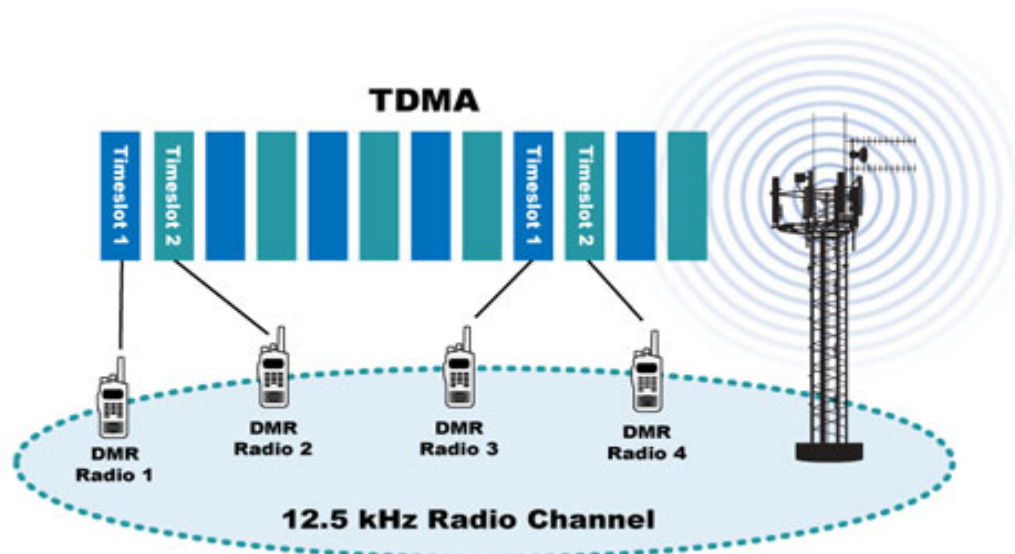 TDMA
Timeslot 1
Timeslot 2
Timeslot 1
Timeslot 2
DMR
Radio 1
DMR
Radio 2
DMR
Radio 3
DMR
Radio 4
12.5 kHz Radio Channel